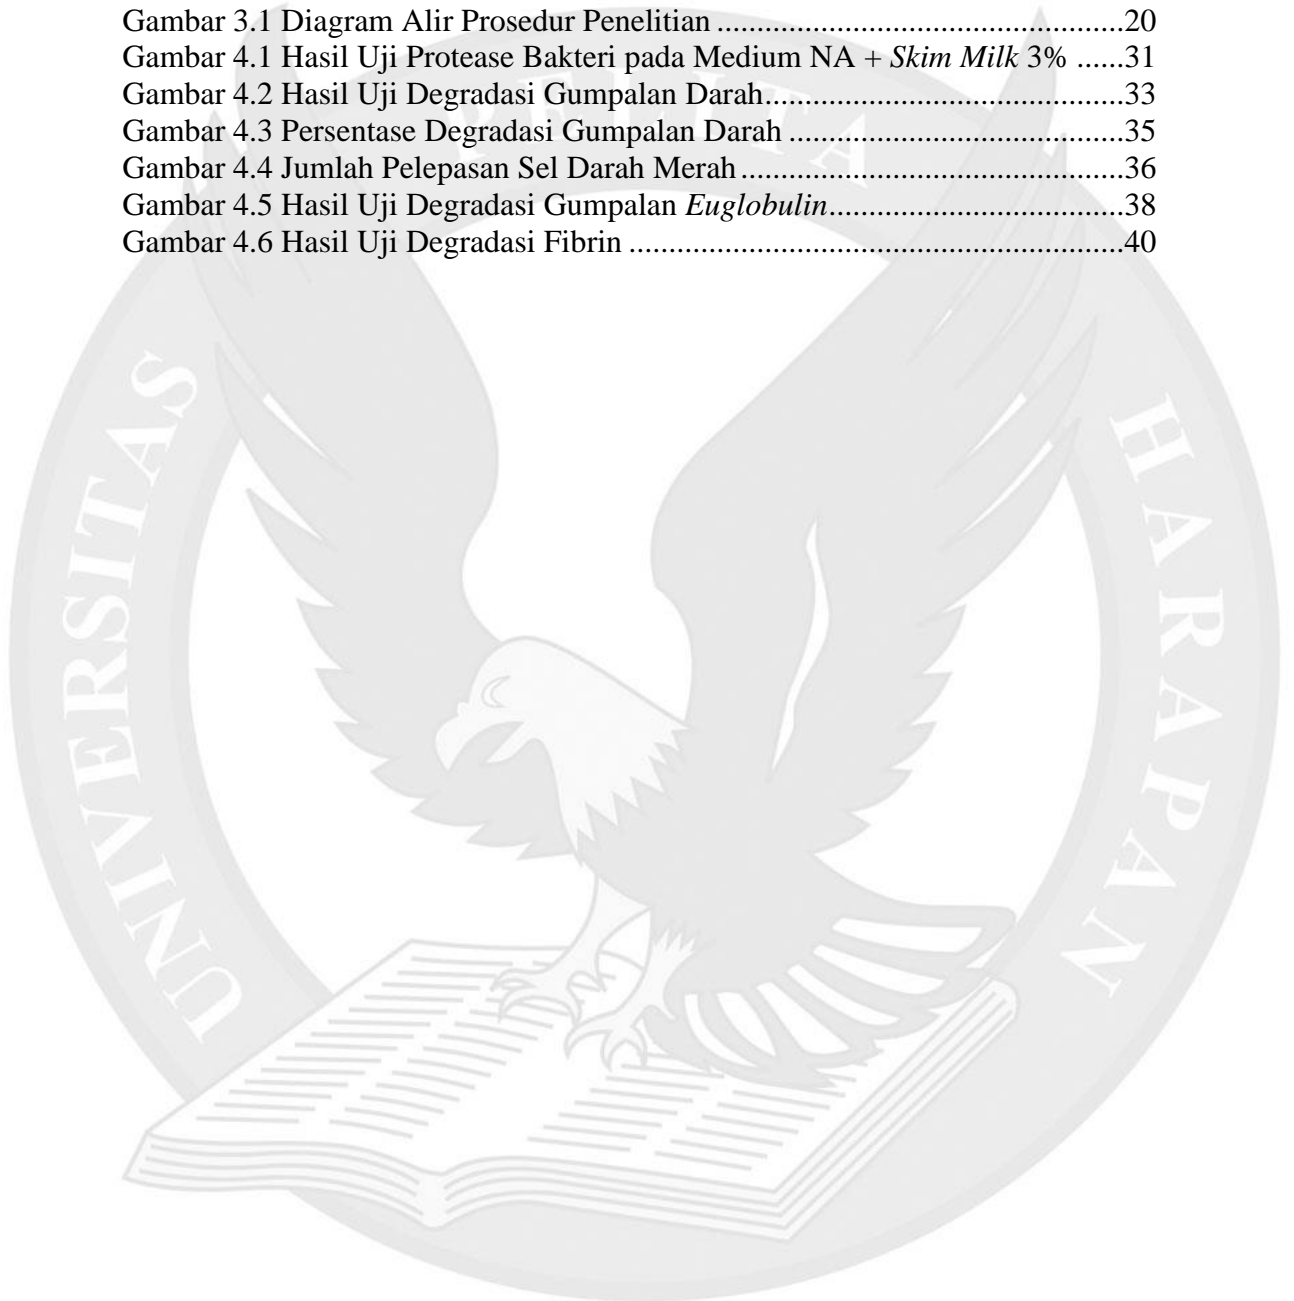 Gambar 3.1 Diagram Alir Prosedur Penelitian ..................................................20
Gambar 4.1 Hasil Uji Protease Bakteri pada Medium NA + Skim Milk 3% ......31
Gambar 4.2 Hasil Uji Degradasi Gumpalan Darah............................................33
Gambar 4.3 Persentase Degradasi Gumpalan Darah .........................................35
Gambar 4.4 Jumlah Pelepasan Sel Darah Merah ...............................................36
Gambar 4.5 Hasil Uji Degradasi Gumpalan Euglobulin.....................................38
Gambar 4.6 Hasil Uji Degradasi Fibrin .............................................................40
UNIVERSITAS PELITA HARAPAN